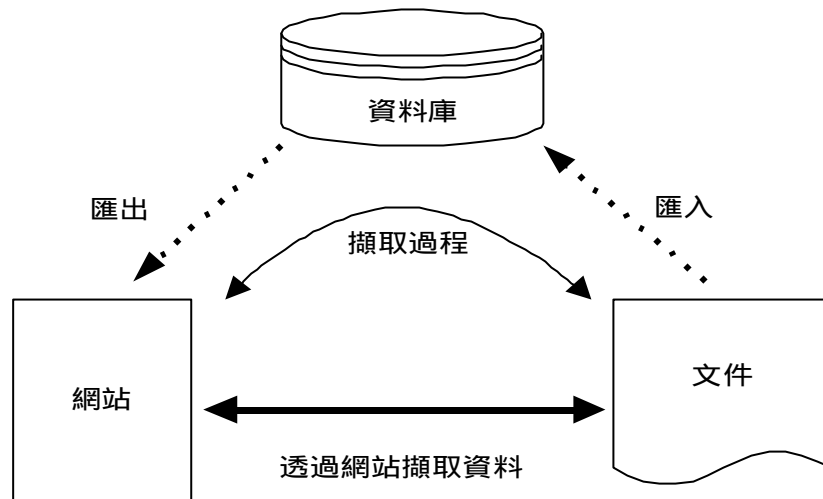 資料庫
匯出
匯入
擷取過程
網站
文件
透過網站擷取資料